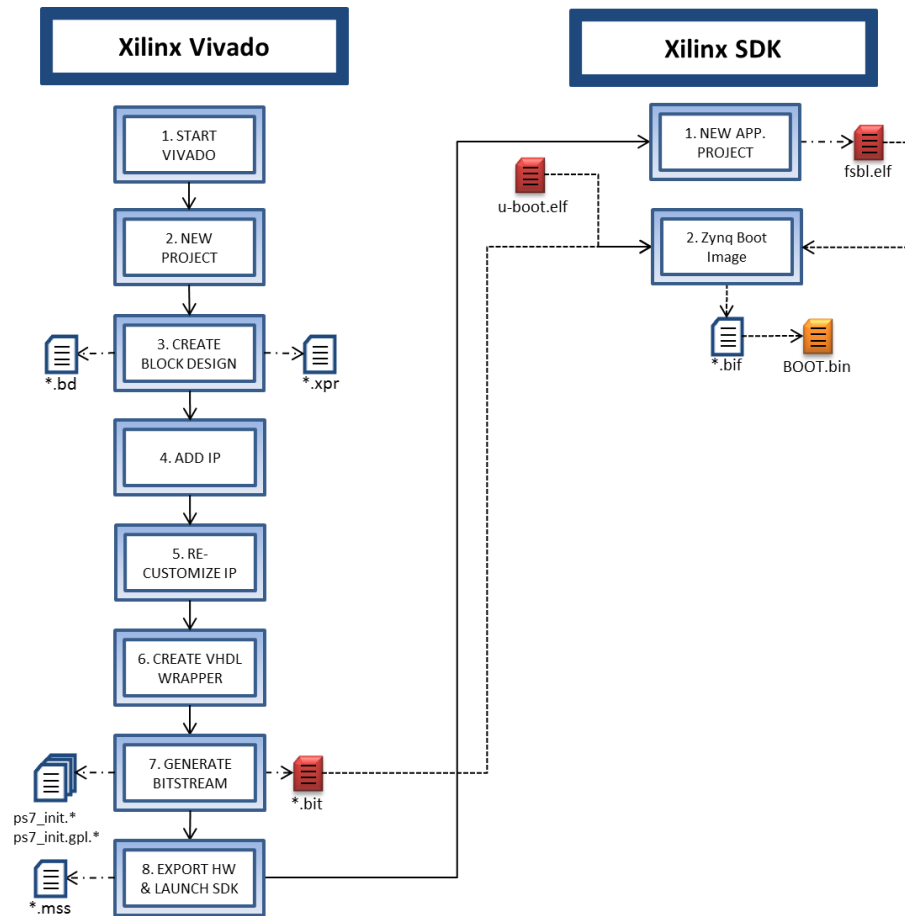 Xilinx Vivado
1. START
VIVADO
2. NEW
PROJECT
3. CREATE
BLOCK DESIGN
*.bd
*.xpr
4. ADD IP
5. RE-
CUSTOMIZE IP
6. CREATE VHDL
WRAPPER
7. GENERATE
BITSTREAM
ps7_init.*
ps7_init.gpl.*
*.bit
8. EXPORT HW
& LAUNCH SDK
*.mss
Xilinx SDK
1. NEW APP.
PROJECT
fsbl.elf
u-boot.elf
2. Zynq Boot
Image
*.bif
BOOT.bin